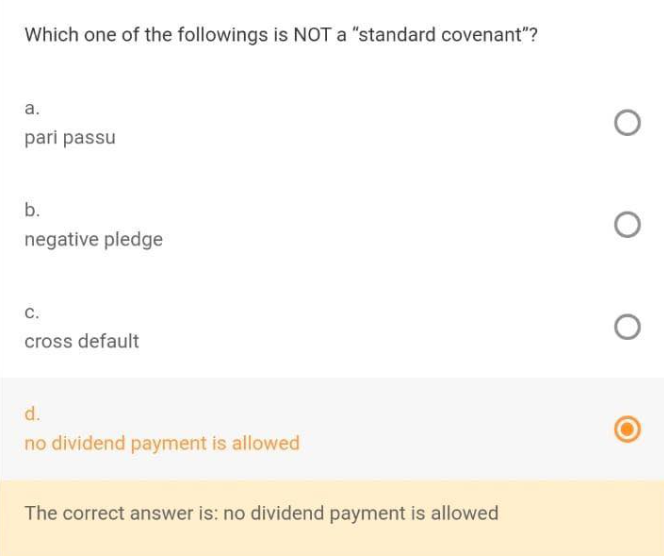 Which one of the followings is NOT a “standard covenant”?
a.
pari passu
b.
negative pledge
c.
cross default
d.
no dividend payment is allowed
The correct answer is: no dividend payment is allowed